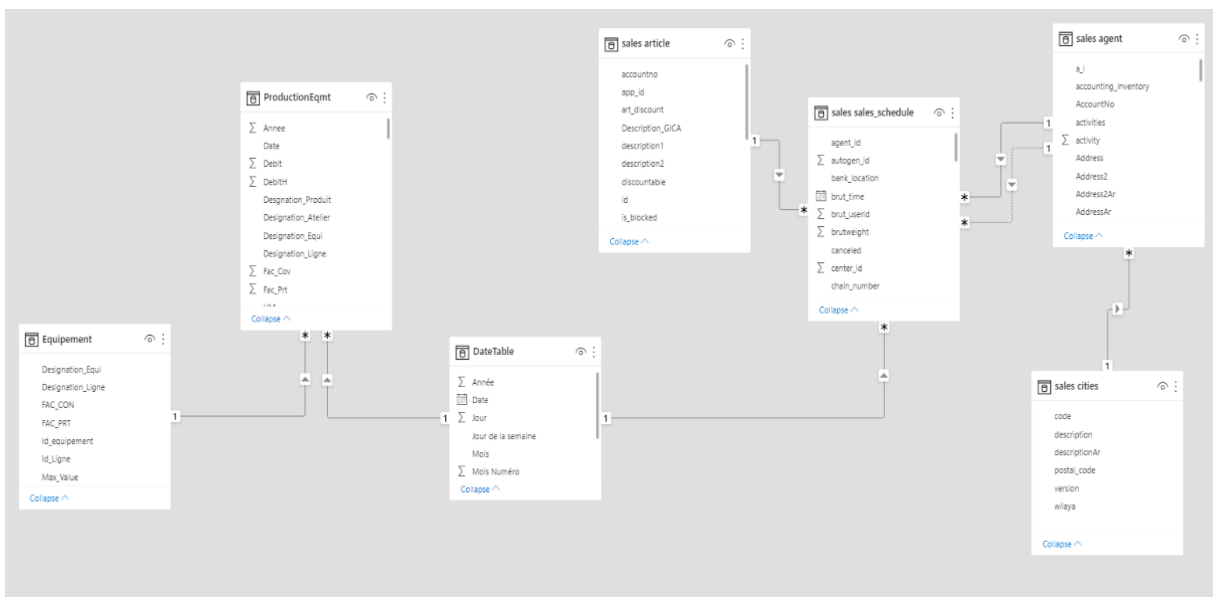 sales article
accountno
app_id
art_discount
Description_GICA
description1
description2
discountable
id
is_blocked
Collapse
sales agent
a_i
accounting_inventory
AccountNo
activities
activity
Address
Address2
Address2Ar
AddressAr
Collapse
ProductionEqmt
Annee
Date
Debit
DebitH
Desgnation_Produit
Designation_Atelier
Designation_Equi
Designation_Ligne
Fac_Cov
Fac_Prt
Collapse
sales sales_schedule
agent_id
autogen_id
bank_location
brut_time
brut_userid
brutweight
canceled
center_id
chain_number
Collapse
Equipement
Designation_Equi
Designation_Ligne
FAC_CON
FAC_PRT
Id_equipement
Id_Ligne
Max_Value
Collapse
DateTable
Année
Date
Jour
Jour de la semaine
Mois
Mois Numéro
Collapse
sales cities
code
description
descriptionAr
postal_code
version
wilaya
Collapse
1
*
1
1
*
*
*
1
*
*
1
1
1
*